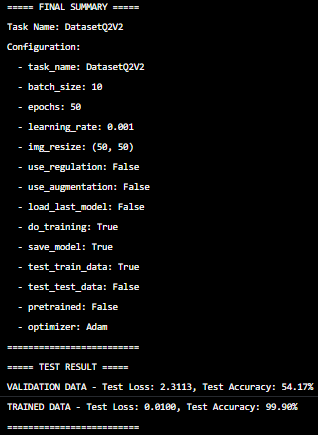 ===== FINAL SUMMARY =====
Task Name: DatasetQ2V2
Configuration:
- task_name: DatasetQ2V2
- batch_size: 10
- epochs: 50
- learning_rate: 0.001
- img_resize: (50, 50)
- use_regulation: False
- use_augmentation: False
- load_last_model: False
- do_training: True
- save_model: True
- test_train_data: True
- test_test_data: False
- pretrained: False
- optimizer: Adam
=========================
===== TEST RESULT =====
VALIDATION DATA - Test Loss: 2.3113, Test Accuracy: 54.17%
TRAINED DATA - Test Loss: 0.0100, Test Accuracy: 99.90%
=========================